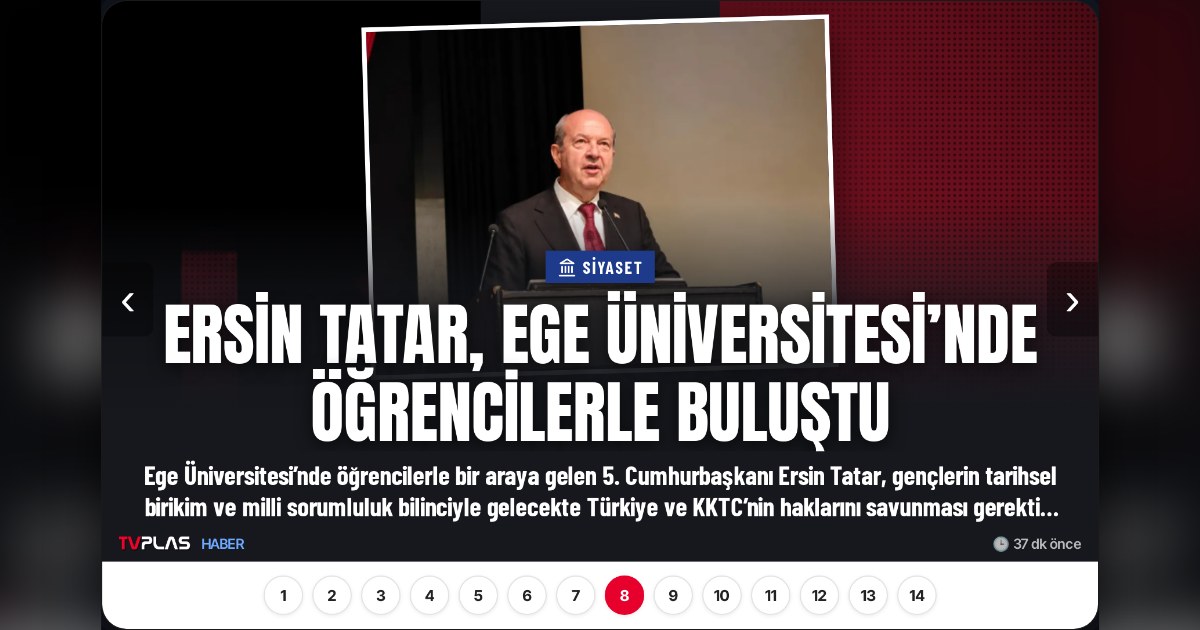 SİYASET
ERSİN TATAR, EGE ÜNİVERSİTESİ’NDE
ÖĞRENCİLERLE BULUŞTU
Ege Üniversitesi’nde öğrencilerle bir araya gelen 5. Cumhurbaşkanı Ersin Tatar, gençlerin tarihsel
birikim ve milli sorumluluk bilinciyle gelecekte Türkiye ve KKTC’nin haklarını savunması gerekti...
TVPLAS HABER 37 dk önce
1 2 3 4 5 6 7 8 9 10 11 12 13 14